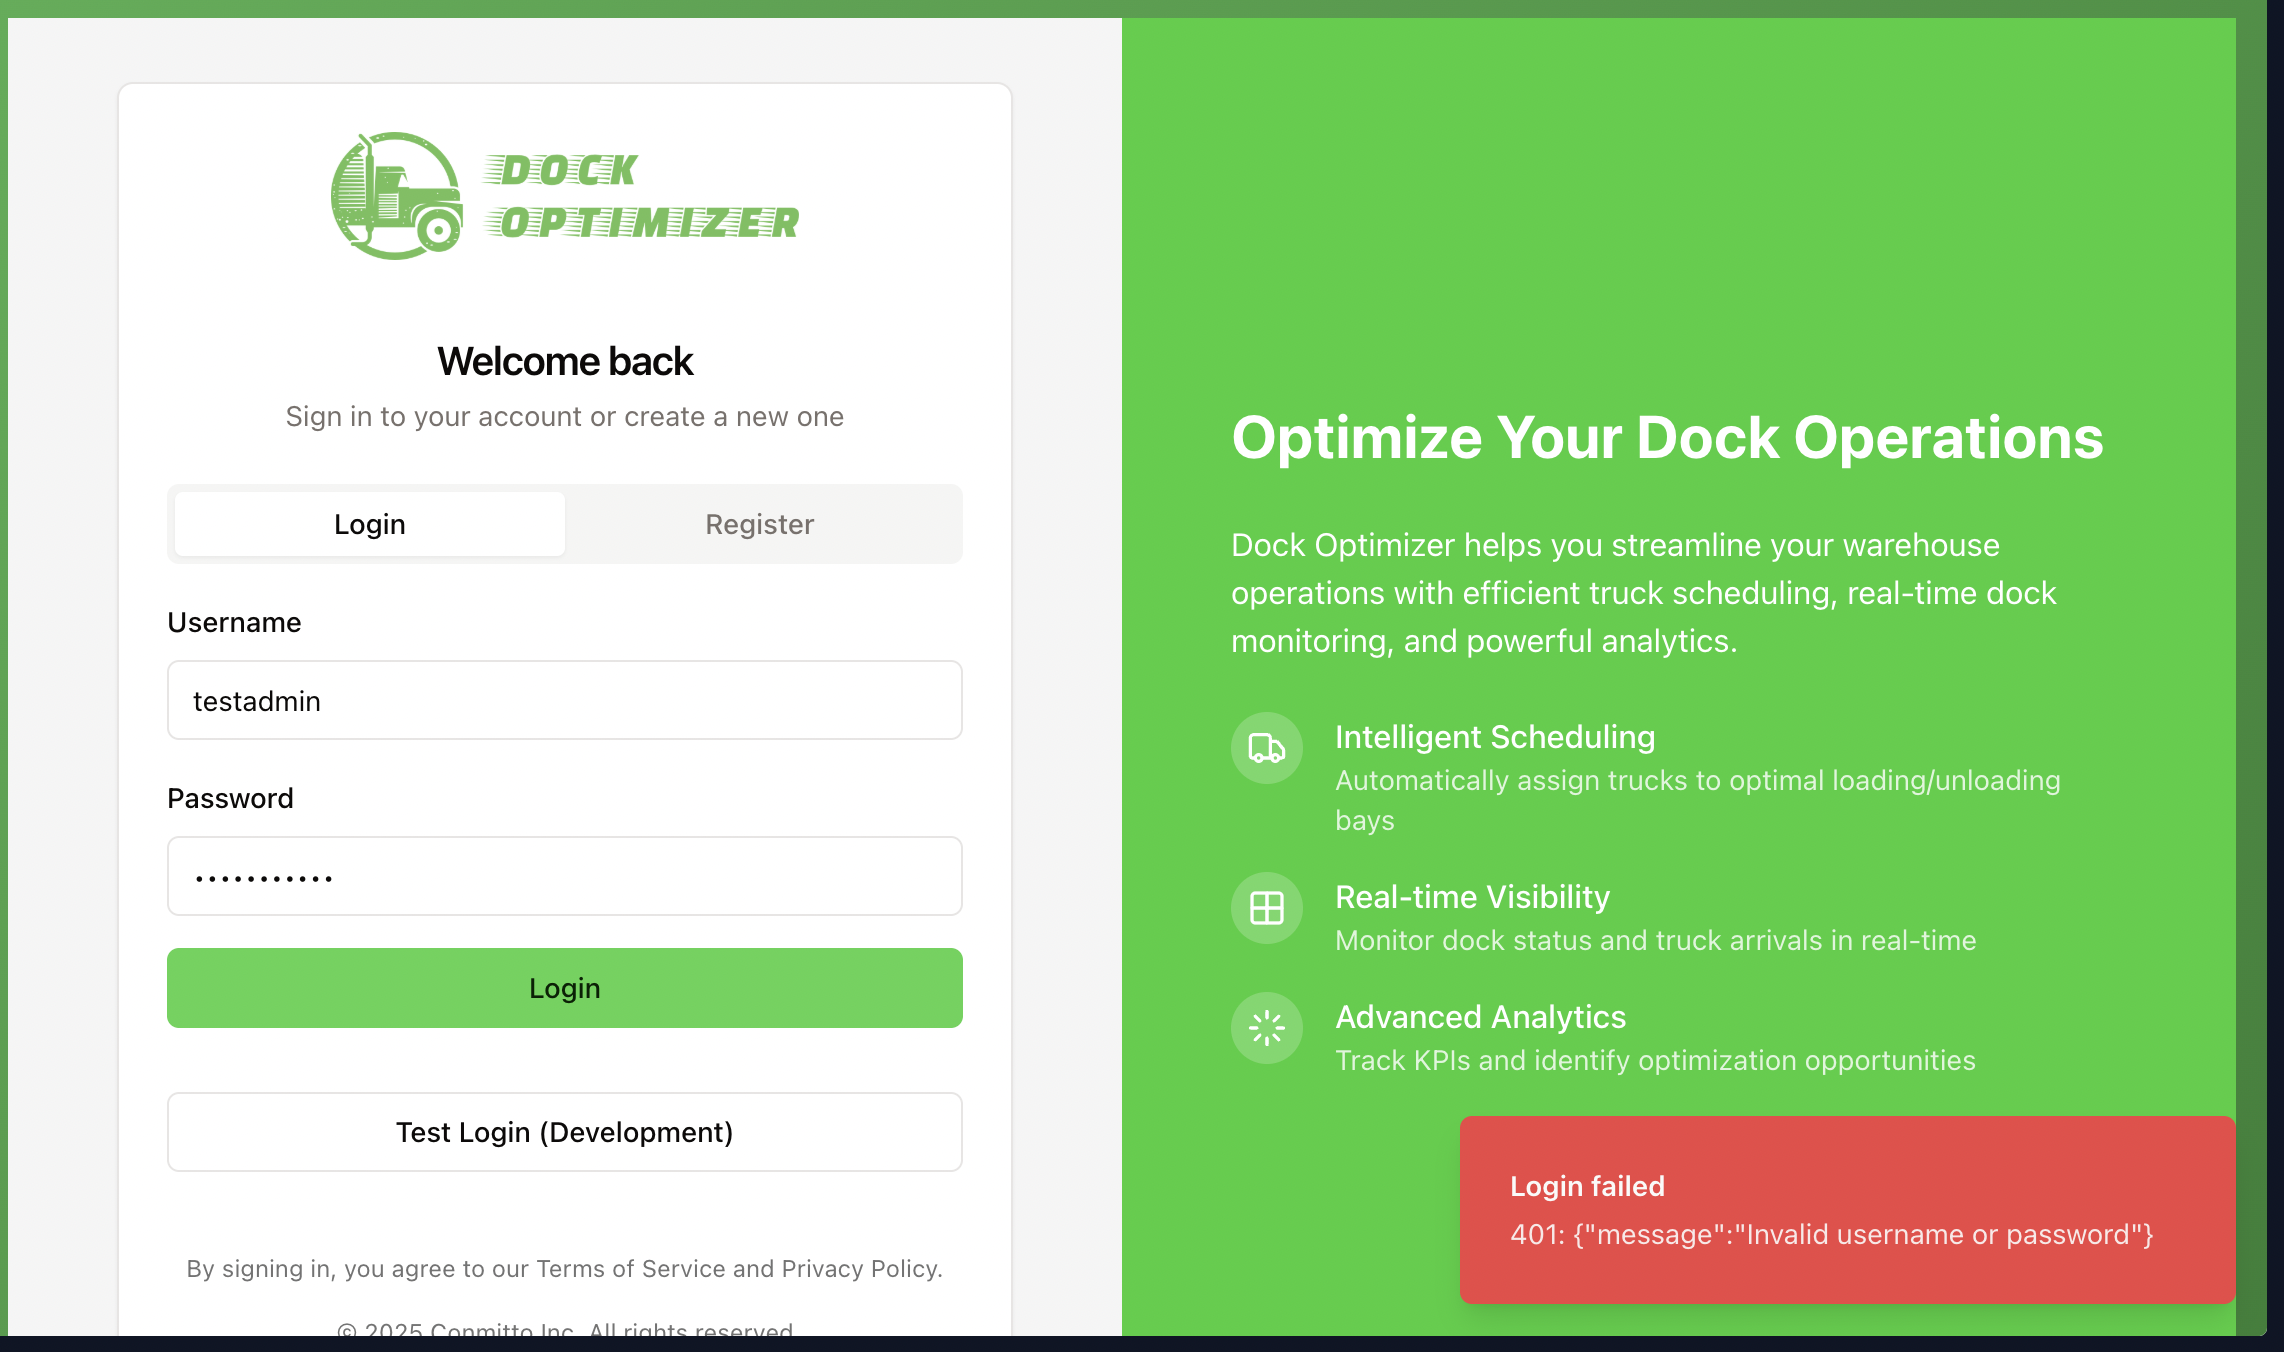 DOCK
OPTIMIZER
Welcome back
Sign in to your account or create a new one
Login
Register
Username
testadmin
Password
Login
Test Login (Development)
By signing in, you agree to our Terms of Service and Privacy Policy.
© 2025 Conmitto Inc. All rights reserved.
Optimize Your Dock Operations
Dock Optimizer helps you streamline your warehouse
operations with efficient truck scheduling, real-time dock
monitoring, and powerful analytics.
Intelligent Scheduling
Automatically assign trucks to optimal loading/unloading
bays
Real-time Visibility
Monitor dock status and truck arrivals in real-time
Advanced Analytics
Track KPIs and identify optimization opportunities
Login failed
401: {"message":"Invalid username or password"}